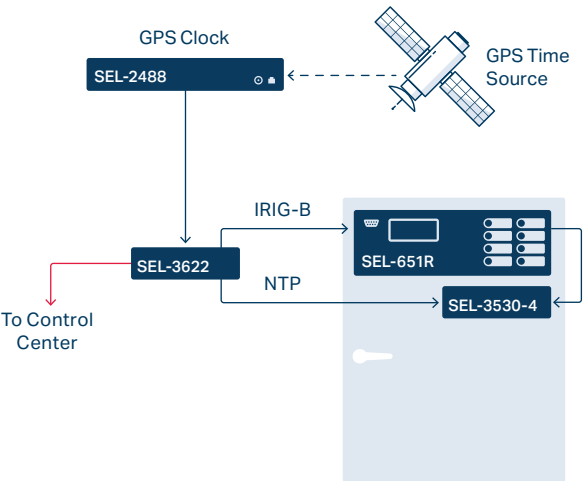 GPS Clock
SEL-2488
GPS Time
Source
IRIG-B
SEL-651R
SEL-3622
NTP
SEL-3530-4
To Control
Center